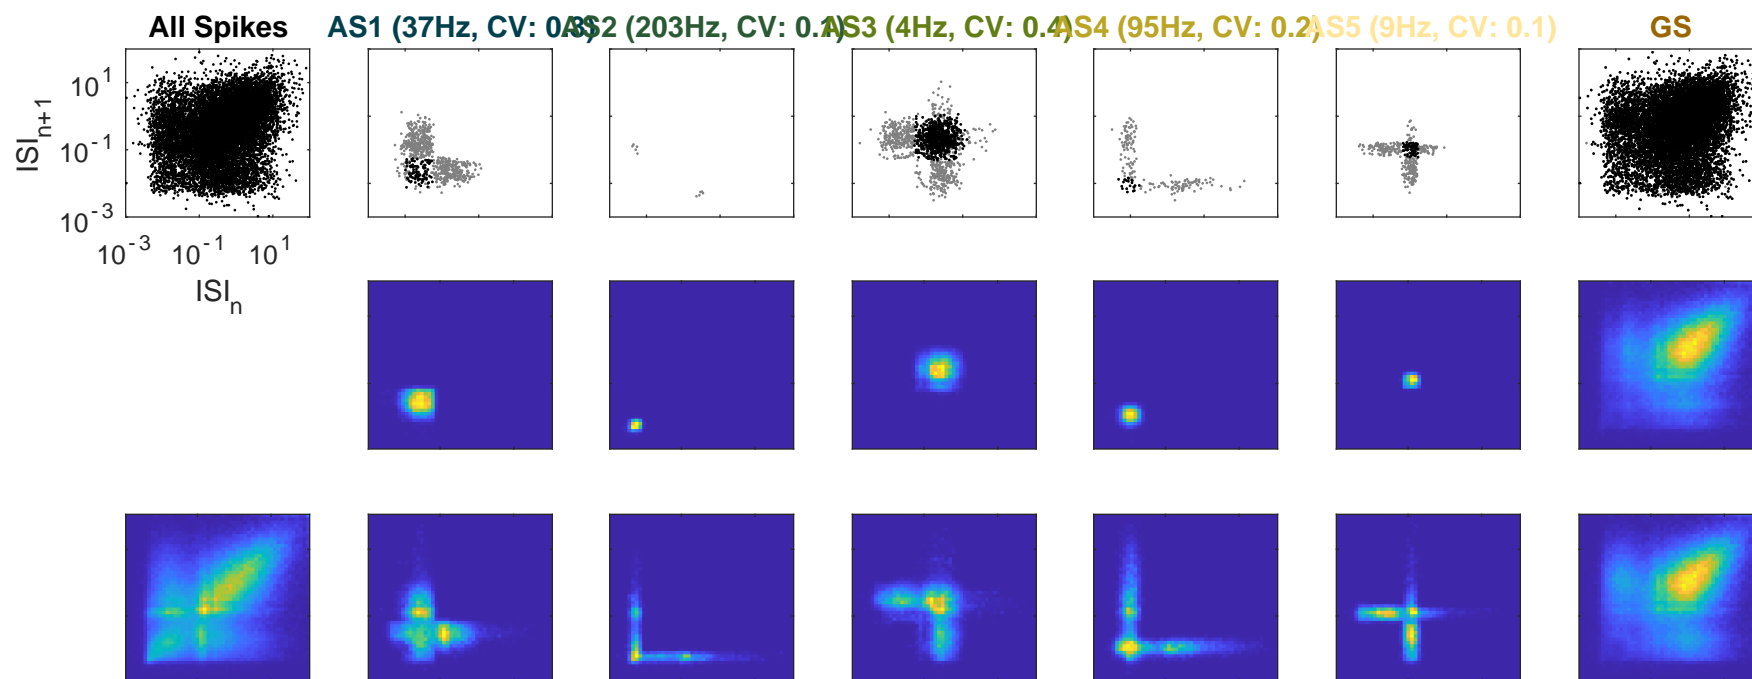 All Spikes
AS1 (37Hz, CV: 0.3)
AS2 (203Hz, CV: 0.1)
AS3 (4Hz, CV: 0.4)
AS4 (95Hz, CV: 0.2)
AS5 (9Hz, CV: 0.1)
GS
ISI_{n+1}
10^1
10^{-1}
10^{-3}
10^{-3} 10^{-1} 10^1
ISI_n